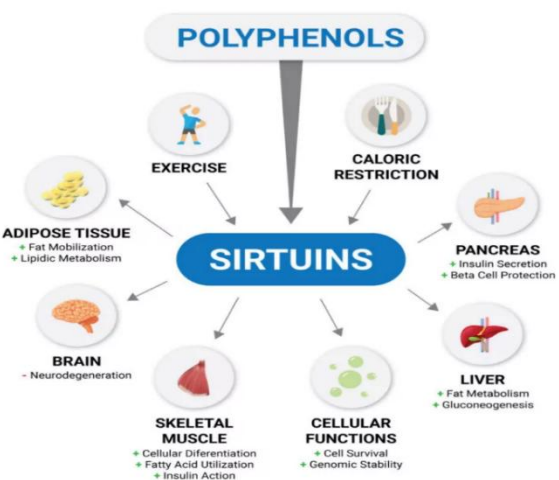 POLYPHENOLS
EXERCISE
CALORIC
RESTRICTION
ADIPOSE TISSUE
+ Fat Mobilization
+ Lipidic Metabolism
SIRTUINS
PANCREAS
+ Insulin Secretion
+ Beta Cell Protection
BRAIN
- Neurodegeneration
LIVER
+ Fat Metabolism
+ Gluconeogenesis
SKELETAL
MUSCLE
+ Cellular Diferentiation
+ Fatty Acid Utilization
+ Insulin Action
CELLULAR
FUNCTIONS
+ Cell Survival
+ Genomic Stability